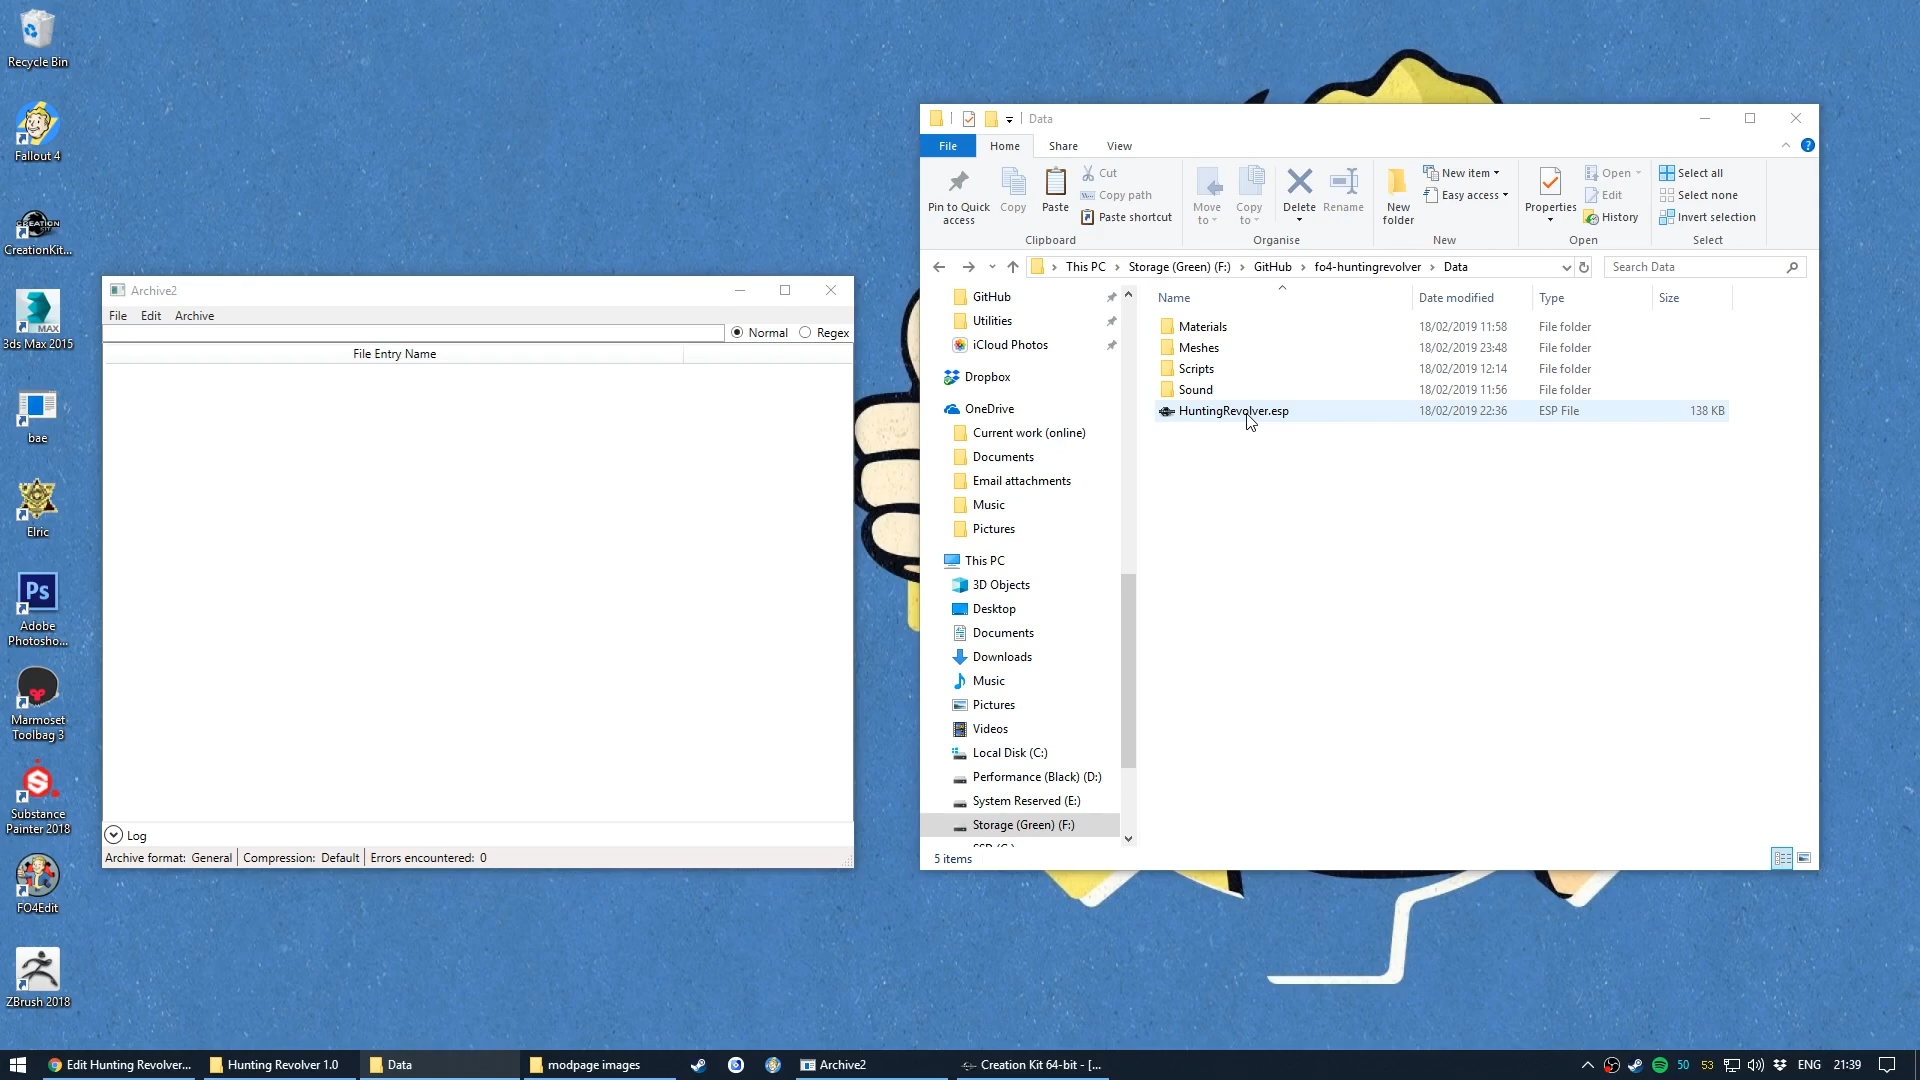 Recycle Bin
Fallout 4
CreationKit...
3ds Max 2015
MAX
bae
Elric
Ps
Adobe
Photosho...
Marmoset
Toolbag 3
Substance
Painter 2018
FO4Edit
ZBrush 2018
Archive2
File Edit Archive
Normal Regex
File Entry Name
Log
Archive format: General Compression: Default Errors encountered: 0
Data
File Home Share View
Pin to Quick
access
Copy
Paste
Cut
Copy path
Paste shortcut
Clipboard
Move
to
Copy
to
Delete
Rename
Organise
New
folder
New item
Easy access
New
Properties
Open
Edit
History
Open
Select all
Select none
Invert selection
Select
This PC Storage (Green) (F:) GitHub fo4-huntingrevolver Data
Search Data
GitHub
Utilities
iCloud Photos
Dropbox
OneDrive
Current work (online)
Documents
Email attachments
Music
Pictures
This PC
3D Objects
Desktop
Documents
Downloads
Music
Pictures
Videos
Local Disk (C:)
Performance (Black) (D:)
System Reserved (E:)
Storage (Green) (F:)
Name Date modified Type Size
Materials 18/02/2019 11:58 File folder
Meshes 18/02/2019 23:48 File folder
Scripts 18/02/2019 12:14 File folder
Sound 18/02/2019 11:56 File folder
HuntingRevolver.esp 18/02/2019 22:36 ESP File 138 KB
5 items
Edit Hunting Revolver... Hunting Revolver 1.0 Data modpage images Archive2 Creation Kit 64-bit - [... 50 53 ENG 21:39